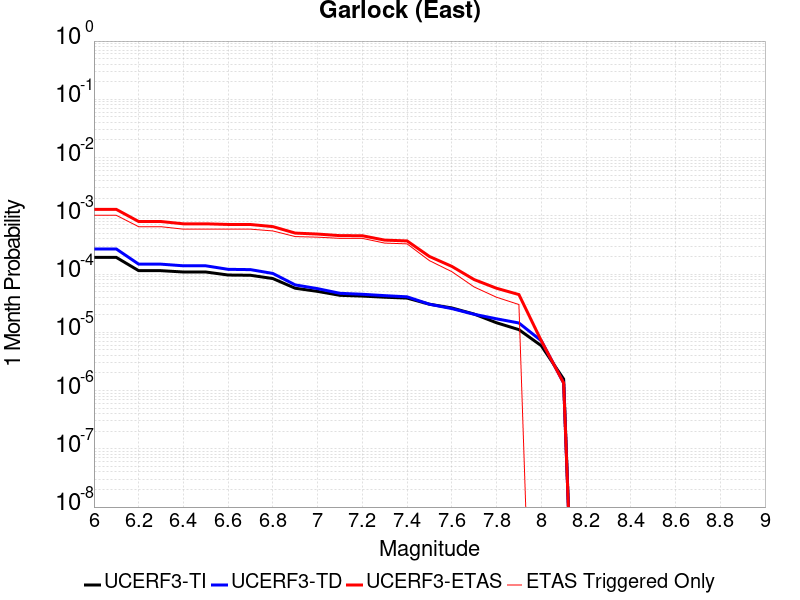 Garlock (East)
10^0
10^-1
10^-2
10^-3
10^-4
10^-5
10^-6
10^-7
10^-8
1 Month Probability
6 6.2 6.4 6.6 6.8 7 7.2 7.4 7.6 7.8 8 8.2 8.4 8.6 8.8 9
Magnitude
UCERF3-TI UCERF3-TD UCERF3-ETAS ETAS Triggered Only